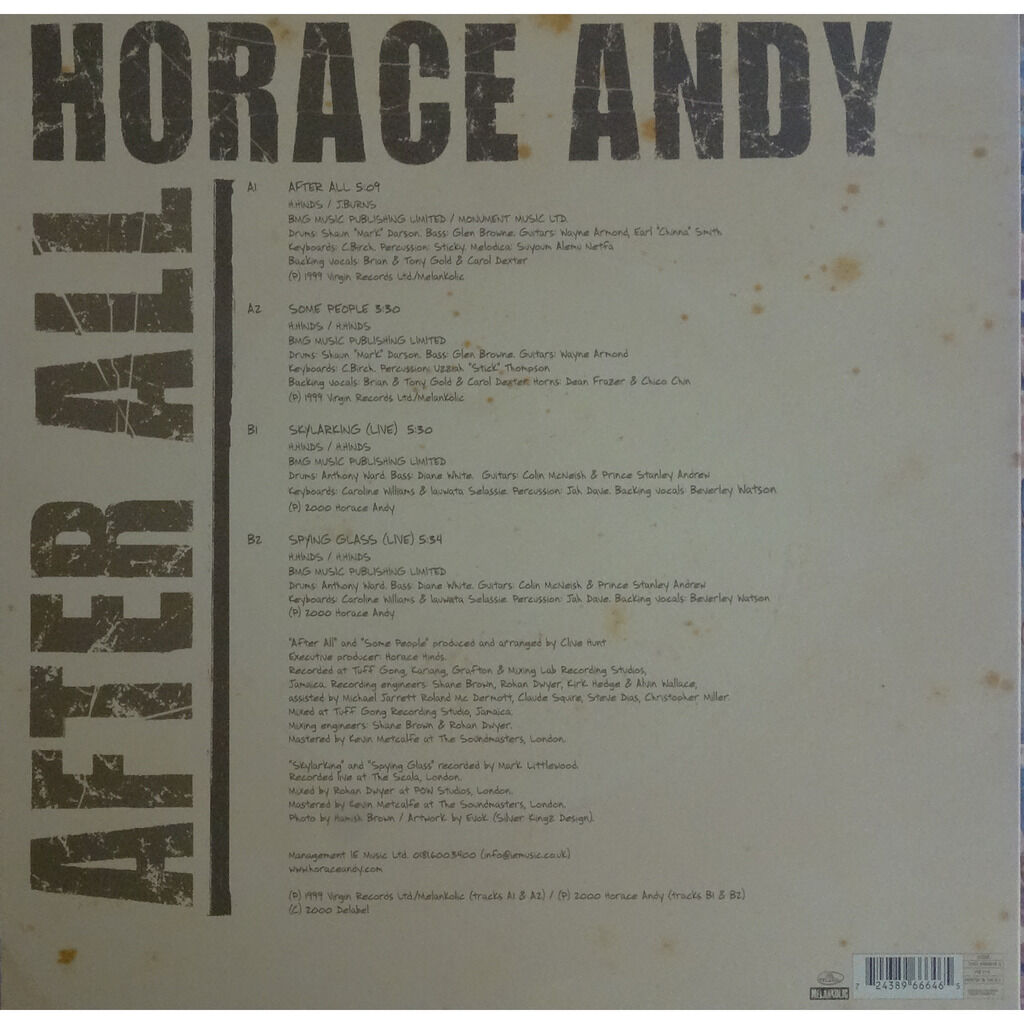 HORACE ANDY
AFTER ALL
A1 AFTER ALL 5:09
H.HINDS / J.BURNS
BMG MUSIC PUBLISHING LIMITED / MONUMENT MUSIC LTD.
Drums: Shaun "Mark" Darson. Bass: Glen Browne. Guitars: Wayne Armond, Earl "Chinna" Smith
Keyboards: C.Birch. Percussion: Sticky. Melodica: Suyoum Alemu Netfa
Backing vocals: Brian & Tony Gold & Carol Dexter
(P) 1999 Virgin Records Ltd/Melankolic
A2 SOME PEOPLE 3:30
H.HINDS / H.HINDS
BMG MUSIC PUBLISHING LIMITED
Drums: Shaun "Mark" Darson. Bass: Glen Browne. Guitars: Wayne Armond
Keyboards: C.Birch. Percussion: Uzziah "Stick" Thompson
Backing vocals: Brian & Tony Gold & Carol Dexter. Horns: Dean Frazer & Chico Chin
(P) 1999 Virgin Records Ltd/Melankolic
B1 SKYLARKING (LIVE) 5:30
H.HINDS / H.HINDS
BMG MUSIC PUBLISHING LIMITED
Drums: Anthony Ward. Bass: Diane White. Guitars: Colin McNeish & Prince Stanley Andrew
Keyboards: Caroline Williams & Iauwata Selassie. Percussion: Jah Dave. Backing vocals: Beverley Watson
(P) 2000 Horace Andy
B2 SPYING GLASS (LIVE) 5:34
H.HINDS / H.HINDS
BMG MUSIC PUBLISHING LIMITED
Drums: Anthony Ward. Bass: Diane White. Guitars: Colin McNeish & Prince Stanley Andrew
Keyboards: Caroline Williams & Iauwata Selassie. Percussion: Jah Dave. Backing vocals: Beverley Watson
(P) 2000 Horace Andy
"After All" and "Some People" produced and arranged by Clive Hunt
Executive producer: Horace Hinds.
Recorded at Tuff Gong, Kariang, Grafton & Mixing Lab Recording Studios,
Jamaica. Recording engineers: Shane Brown, Rohan Dwyer, Kirk Hedge & Alvin Wallace,
assisted by Michael Jarrett Roland Mc Dermott, Claude Squire, Steve Dias, Christopher Miller.
Mixed at Tuff Gong Recording Studio, Jamaica.
Mixing engineers: Shane Brown & Rohan Dwyer.
Mastered by Kevin Metcalfe at The Soundmasters, London.
"Skylarking" and "Spying Glass" recorded by Mark Littlewood.
Recorded live at The Scala, London.
Mixed by Rohan Dwyer at POW Studios, London.
Mastered by Kevin Metcalfe at The Soundmasters, London.
Photo by Hamish Brown / Artwork by Evok (Silver Kingz Design).
Management IE Music Ltd. 01816003400 (info@iemusic.co.uk)
www.horaceandy.com
(P) 1999 Virgin Records Ltd/Melankolic (tracks A1 & A2) / (P) 2000 Horace Andy (tracks B1 & B2)
(C) 2000 Delabel
MELANKOLIC
7 24389 66646 5